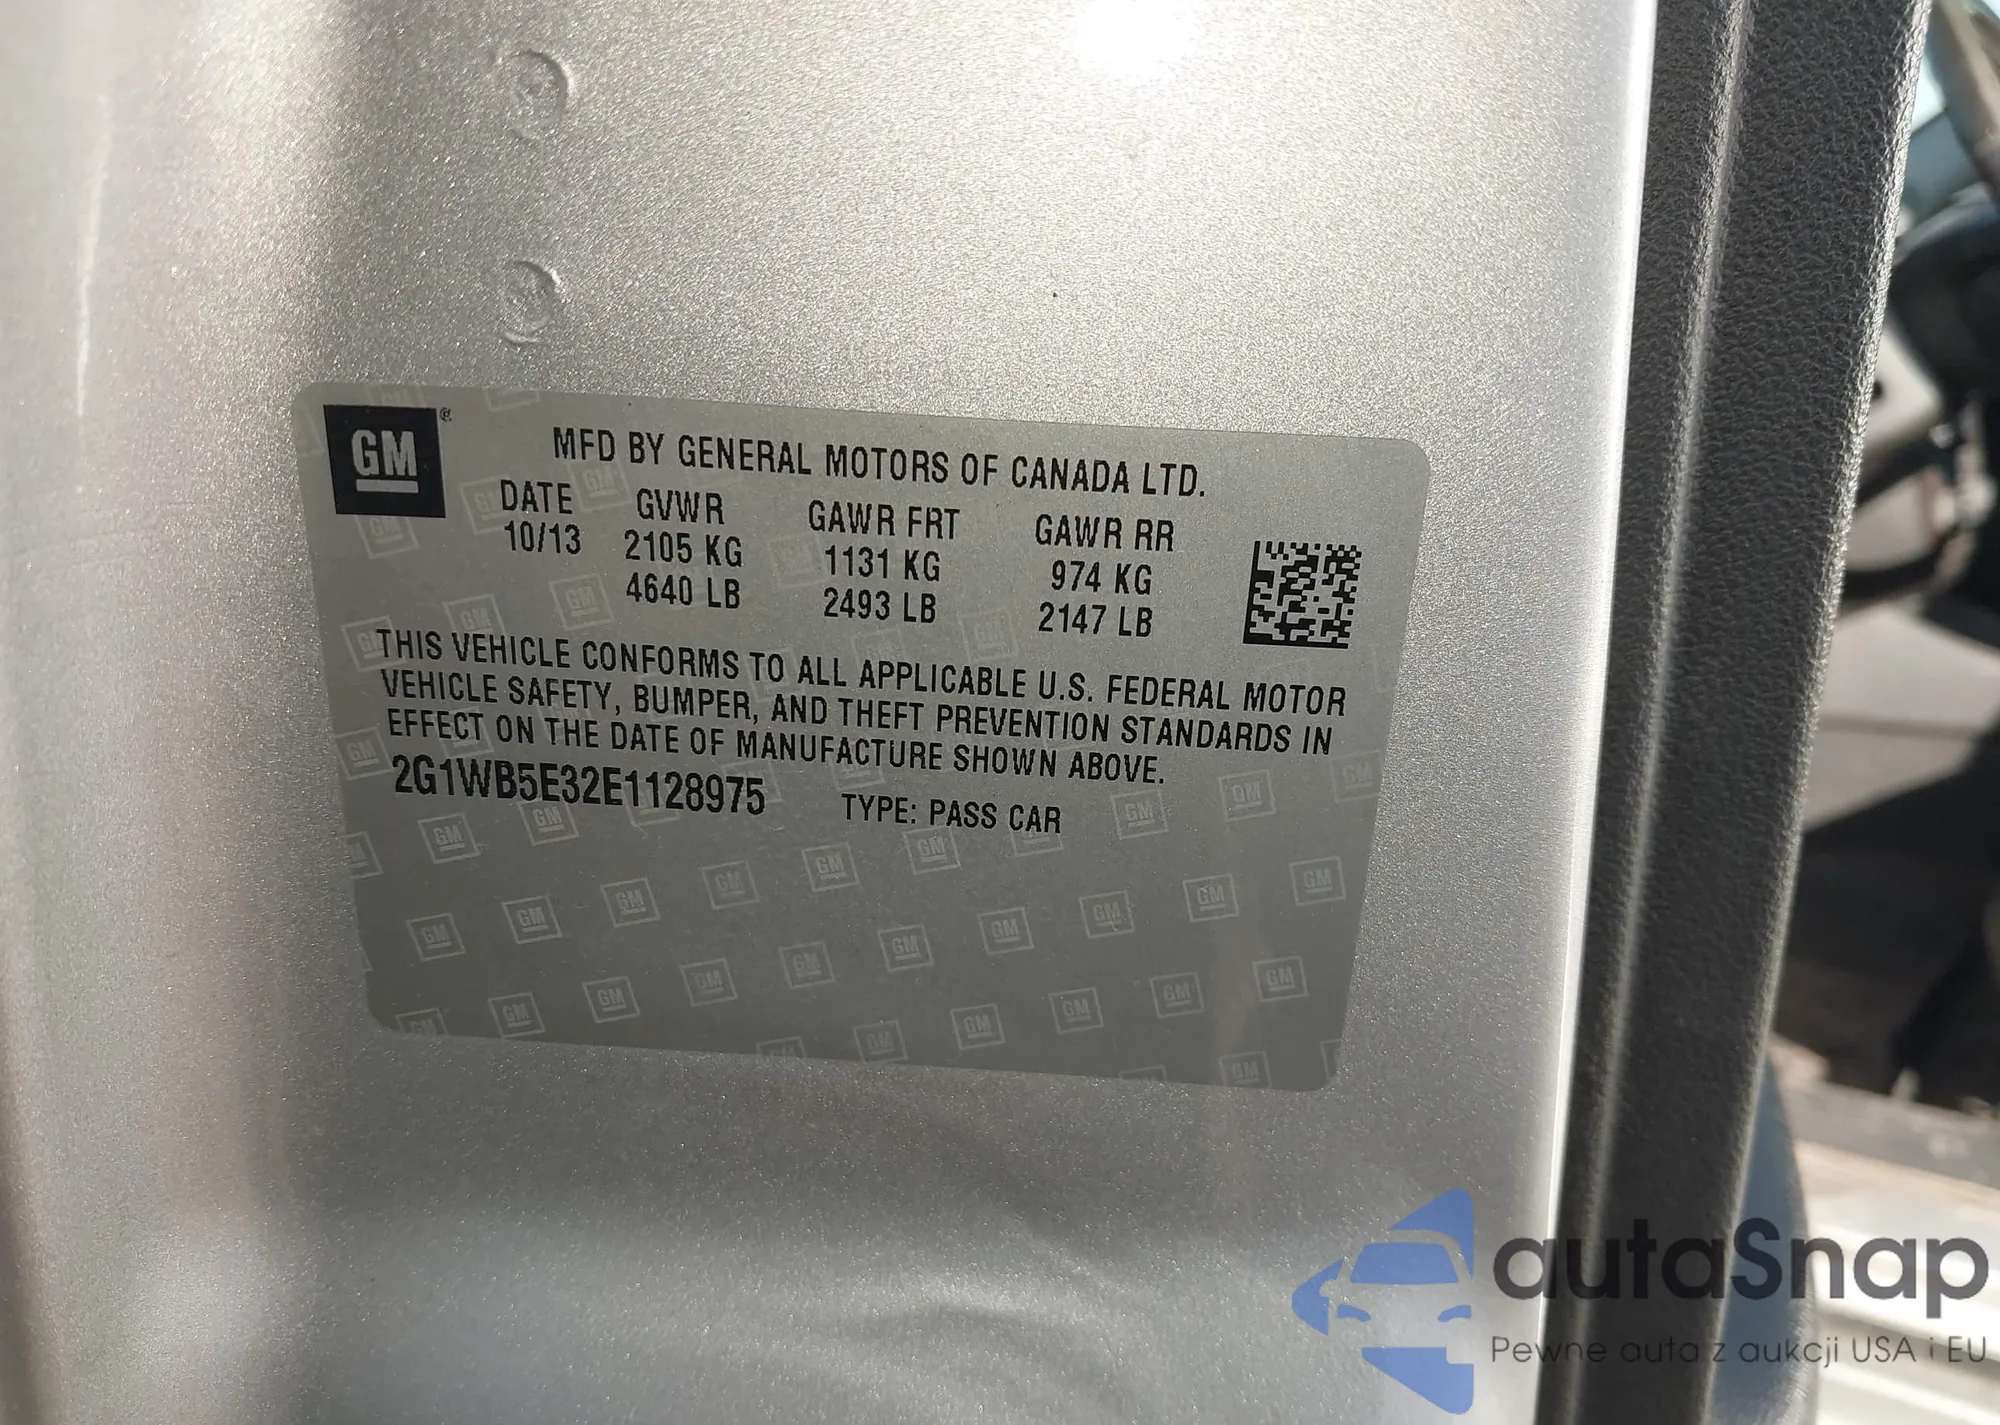 GM
MFD BY GENERAL MOTORS OF CANADA LTD.
DATE GVWR GAWR FRT GAWR RR
10/13 2105 KG 1131 KG 974 KG
4640 LB 2493 LB 2147 LB
THIS VEHICLE CONFORMS TO ALL APPLICABLE U.S. FEDERAL MOTOR
VEHICLE SAFETY, BUMPER, AND THEFT PREVENTION STANDARDS IN
EFFECT ON THE DATE OF MANUFACTURE SHOWN ABOVE.
2G1WB5E32E1128975 TYPE: PASS CAR
autaSnap
Pewne auta z aukcji USA i EU